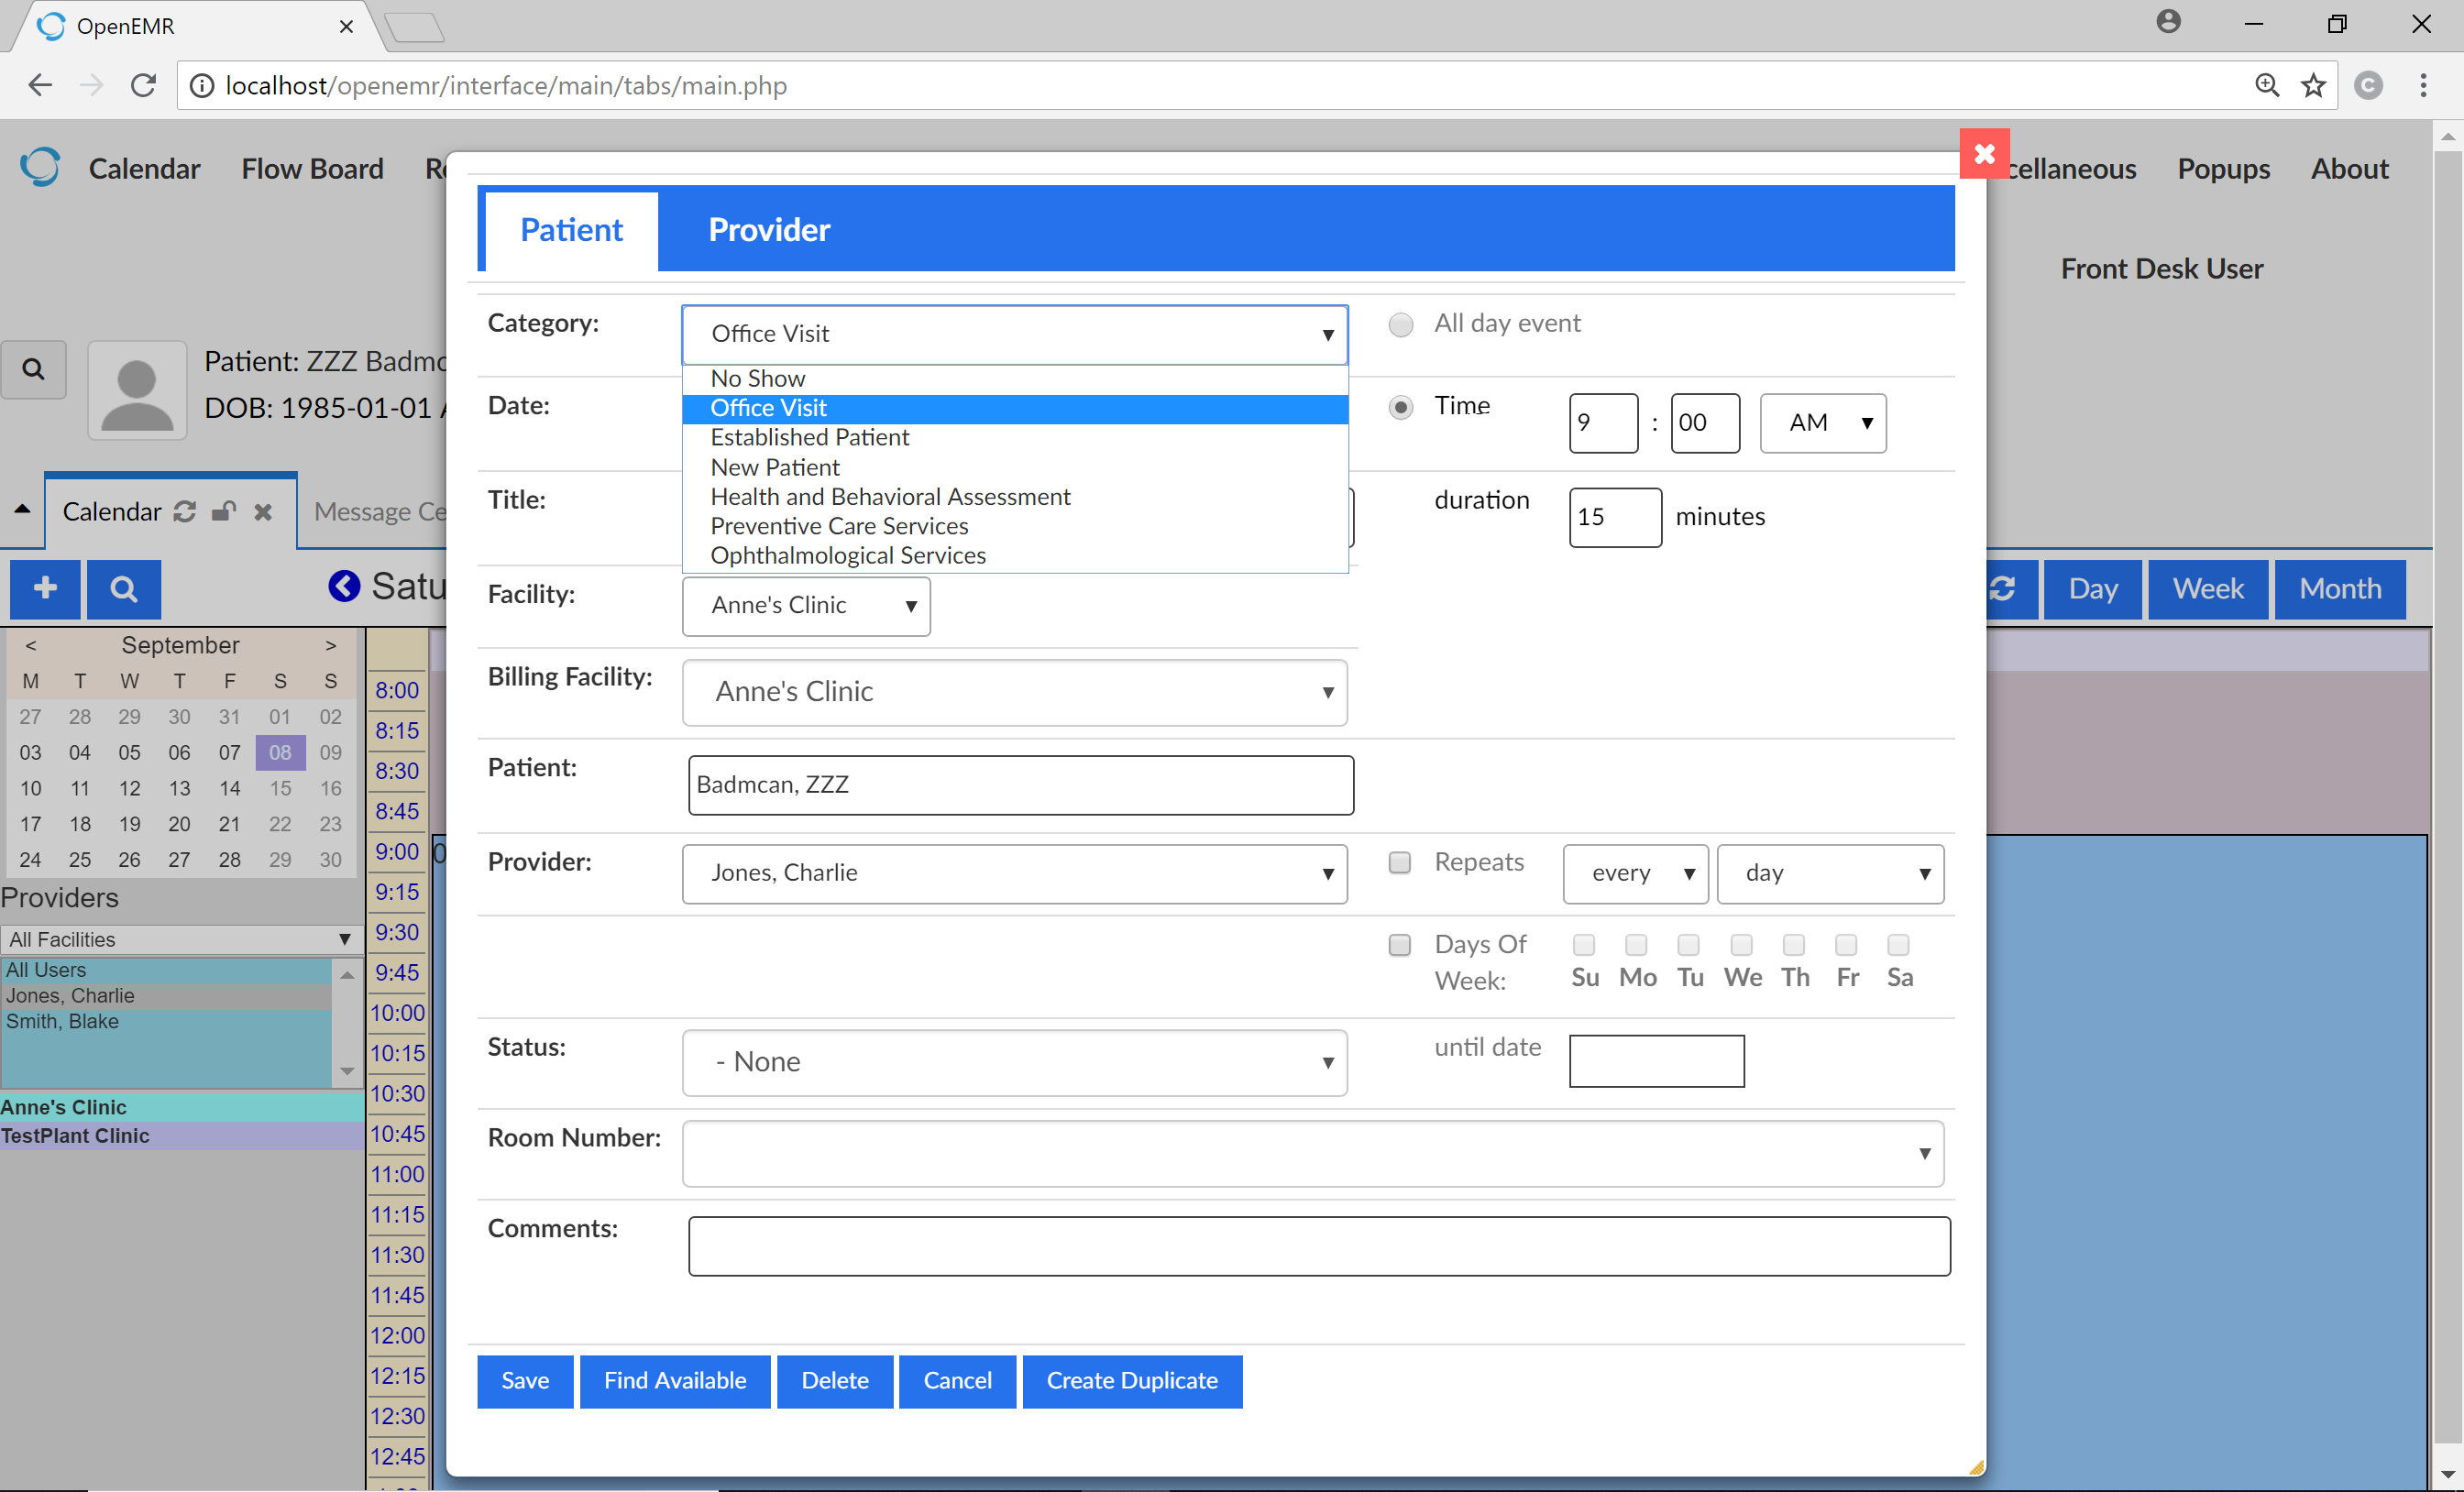 OpenEMR
localhost/openemr/interface/main/tabs/main.php
Calendar Flow Board
Popups About
Front Desk User
Patient: ZZZ
DOB: 1985-01-01
Calendar Message
Day Week Month
< September >
M T W T F S S
27 28 29 30 31 01 02
03 04 05 06 07 08 09
10 11 12 13 14 15 16
17 18 19 20 21 22 23
24 25 26 27 28 29 30
Providers
All Facilities
All Users
Jones, Charlie
Smith, Blake
Anne's Clinic
TestPlant Clinic
8:00
8:15
8:30
8:45
9:00
9:15
9:30
9:45
10:00
10:15
10:30
10:45
11:00
11:15
11:30
11:45
12:00
12:15
12:30
12:45
Patient Provider
Category: Office Visit All day event
No Show
Office Visit
Established Patient
New Patient
Health and Behavioral Assessment
Preventive Care Services
Ophthalmological Services
Date: Time 9 : 00 AM
Title: duration 15 minutes
Facility: Anne's Clinic
Billing Facility: Anne's Clinic
Patient: Badmcan, ZZZ
Provider: Jones, Charlie Repeats every day
Days Of
Week:
Su Mo Tu We Th Fr Sa
Status: - None until date
Room Number:
Comments:
Save Find Available Delete Cancel Create Duplicate